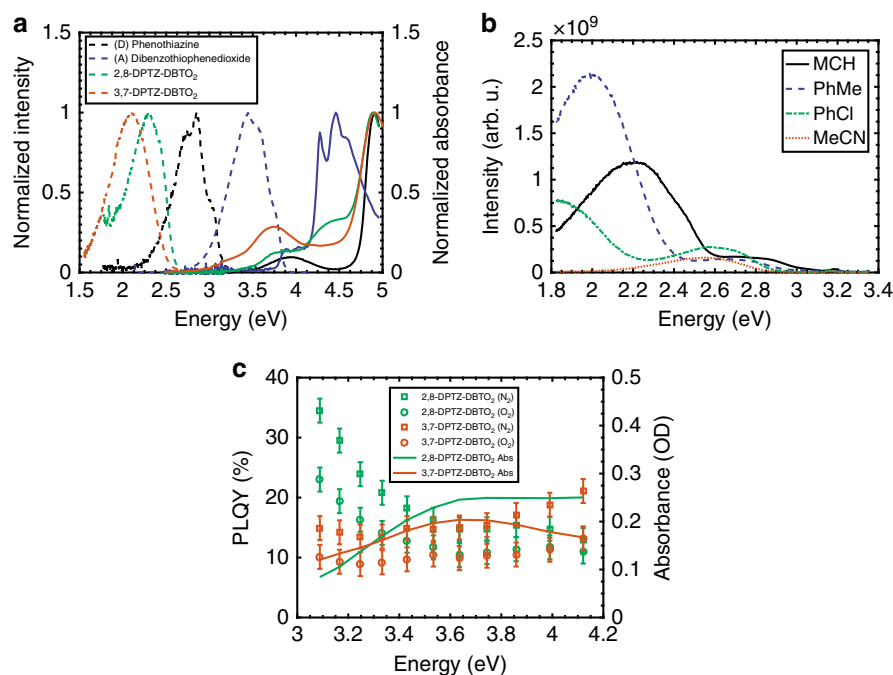 a
1.5
1
0.5
0
Normalized intensity
(D) Phenothiazine
(A) Dibenzothiophenedioxide
2,8-DPTZ-DBTO₂
3,7-DPTZ-DBTO₂
1.5
1
0.5
0
Normalized absorbance
1.5 2 2.5 3 3.5 4 4.5 5
Energy (eV)
b
×10⁹
2.5
2
1.5
1
0.5
0
Intensity (arb. u.)
MCH
PhMe
PhCl
MeCN
1.8 2 2.2 2.4 2.6 2.8 3 3.2 3.4
Energy (eV)
c
40
30
20
10
0
PLQY (%)
2,8-DPTZ-DBTO₂ (N₂)
2,8-DPTZ-DBTO₂ (O₂)
3,7-DPTZ-DBTO₂ (N₂)
3,7-DPTZ-DBTO₂ (O₂)
2,8-DPTZ-DBTO₂ Abs
3,7-DPTZ-DBTO₂ Abs
0.5
0.4
0.3
0.2
0.1
0
Absorbance (OD)
3 3.2 3.4 3.6 3.8 4 4.2
Energy (eV)